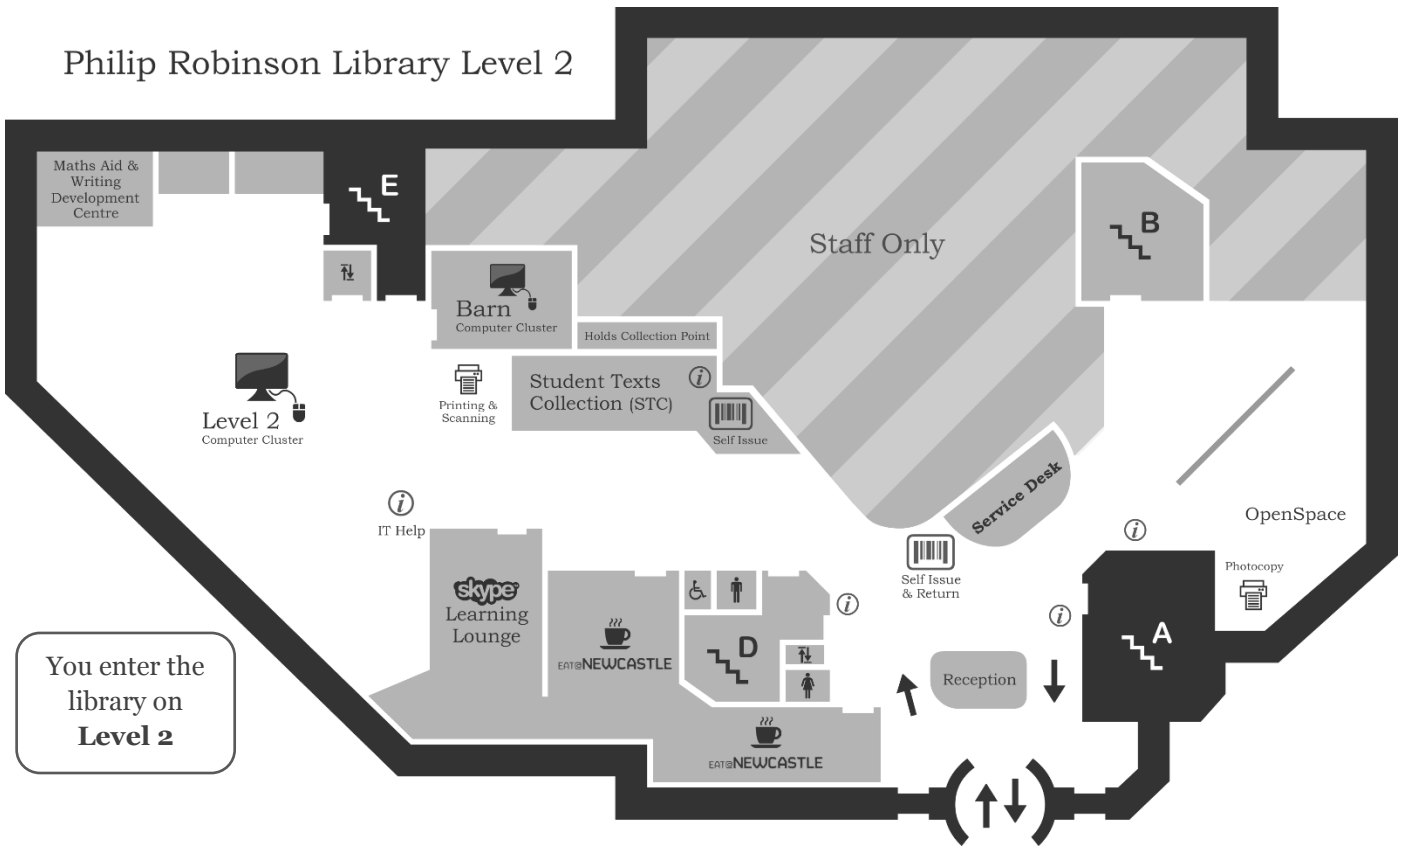 Philip Robinson Library Level 2
Maths Aid &
Writing
Development
Centre
E
B
Staff Only
Barn
Computer Cluster
Holds Collection Point
Student Texts
Collection (STC)
i
Self Issue
Printing &
Scanning
Level 2
Computer Cluster
i
IT Help
Service Desk
OpenSpace
i
Self Issue
& Return
Photocopy
skype
Learning
Lounge
EAT@NEWCASTLE
D
i
i
A
Reception
EAT@NEWCASTLE
You enter the
library on
Level 2